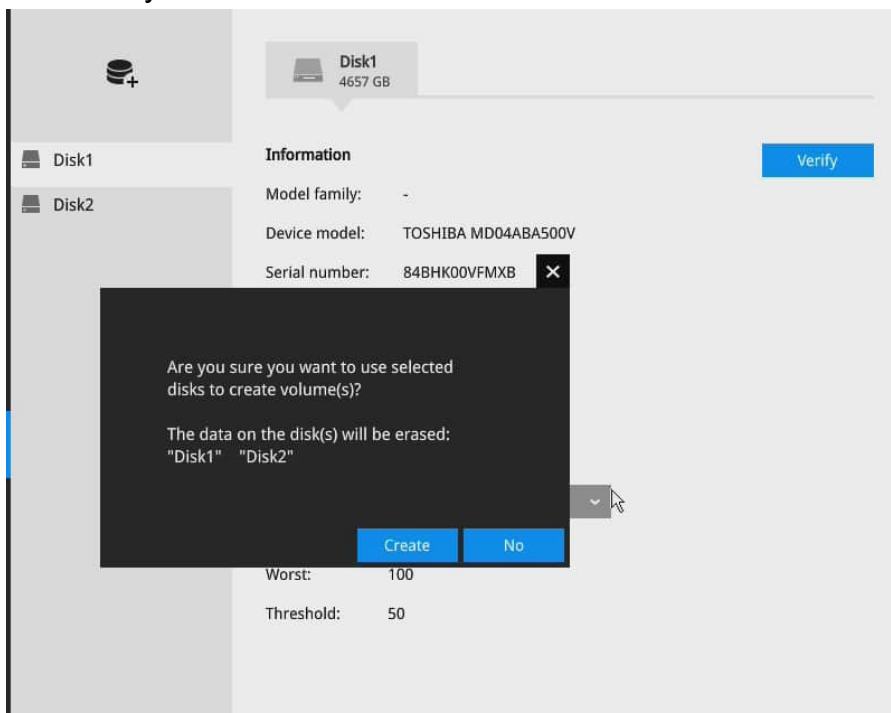 Disk1
4657 GB
Disk1
Disk2
Information
Verify
Model family: -
Device model: TOSHIBA MD04ABA500V
Serial number: 84BHK00VFMXB
Are you sure you want to use selected
disks to create volume(s)?
The data on the disk(s) will be erased:
"Disk1" "Disk2"
Create
No
Worst: 100
Threshold: 50